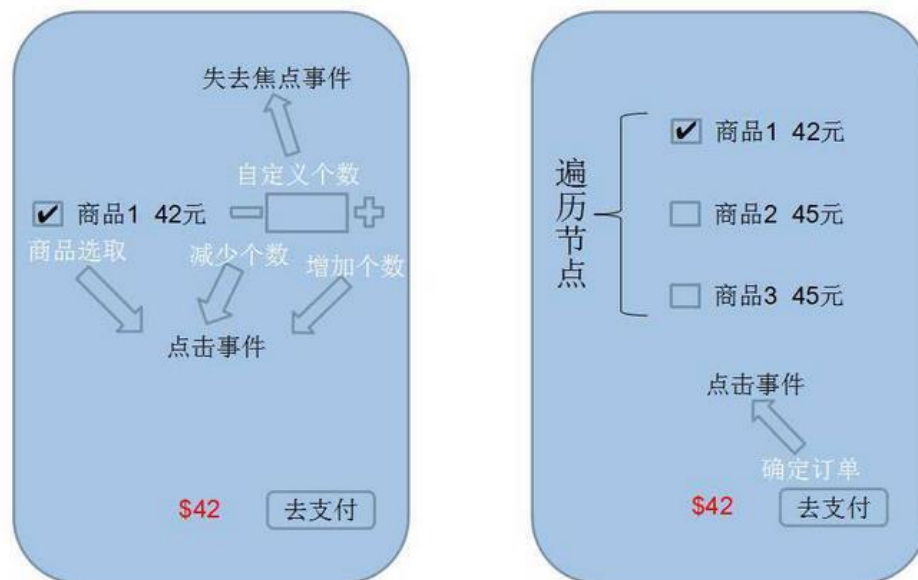 失去焦点事件
自定义个数
商品1 42元
商品选取
减少个数
增加个数
点击事件
$42
去支付
遍历节点
商品1 42元
商品2 45元
商品3 45元
点击事件
确定订单
$42
去支付